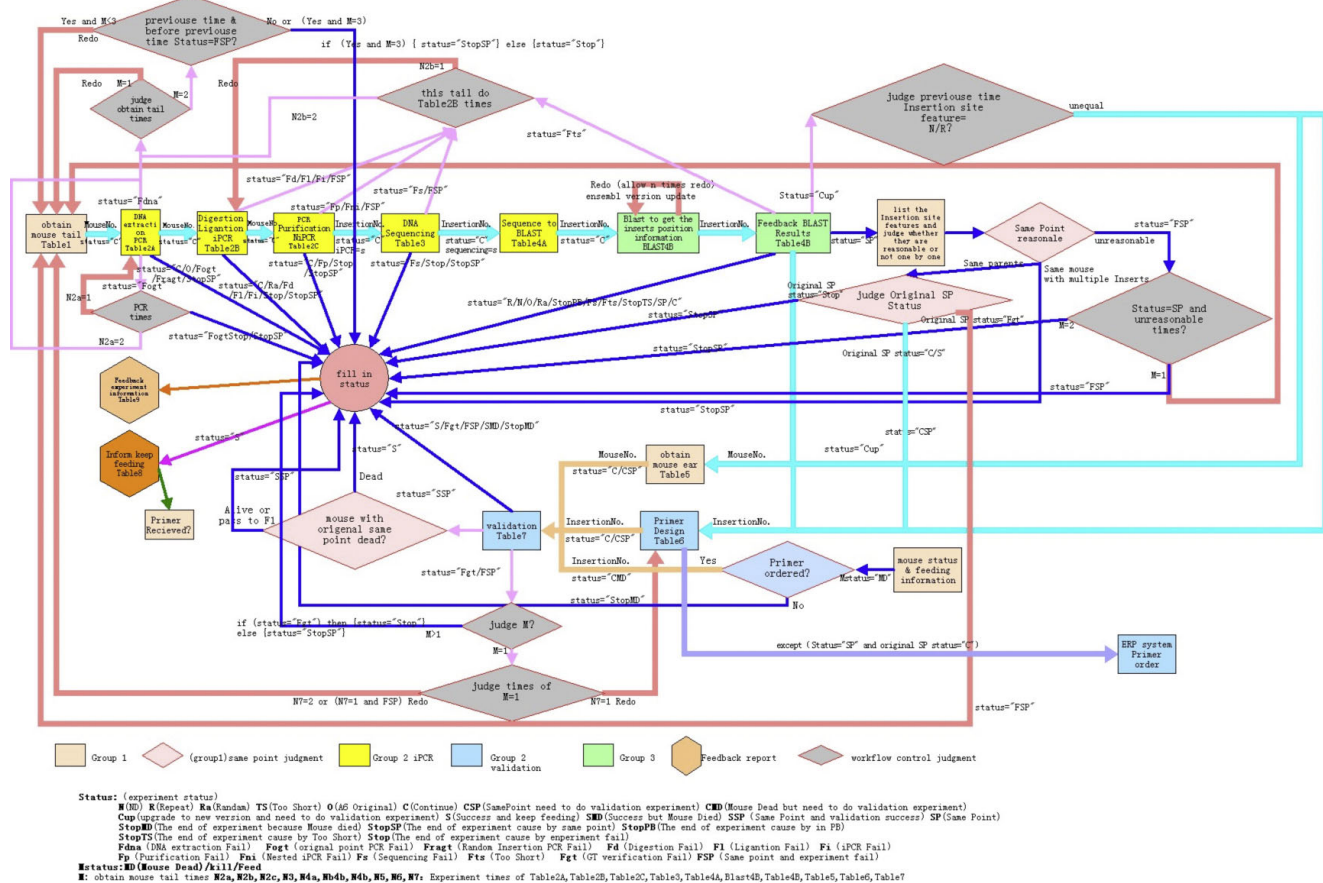 Yes and M<3
previouse time &
before previouse
time Status=FSP?
No or (Yes and M=3)
Redo
if (Yes and M=3) { status="StopSP"} else {status="Stop"}
N2b=1
Redo
M=1
Redo
M=2
judge
obtain tail
times
this tail do
Table2B times
N2b=2
judge previouse time
Insertion site
feature=
N/R?
unequal
status="Fts"
status="Fd/Fl/Fi/FSP"
status="Fs/FSP"
status="Fp/Fni/FSP"
status="Fdna"
Redo (allow n times redo)
ensembl version update
Status="Cup"
obtain
mouse tail
Table1
MouseNo.
status="C"
DNA
extracti
on
PCR
Table2A
MouseNo.
status="C"
Digestion
Ligantion
iPCR
Table2B
MouseNo.
PCR
Purification
NiPCR
Table2C
InsertionNo.
status="C"
iPCR=s
DNA
Sequencing
Table3
InsertionNo.
status="C"
sequencing=s
Sequence to
BLAST
Table4A
InsertionNo.
status="C"
Blast to get the
inserts position
information
BLAST4B
InsertionNo.
Feedback BLAST
Results
Table4B
status="SP"
list the
Insertion site
features and
judge whether
they are
reasonable or
not one by one
Same Point
reasonale
status="FSP"
unreasonable
Same parents
Same mouse
with multiple Inserts
status="Fogt"
status="C/O/Fogt
/Fragt/StopSP"
status="C/Ra/Fd
/Fl/Fi/Stop/StopSP"
status="C/Fp/Stop
/StopSP"
status="Fs/Stop/StopSP"
N2a=1
PCR
times
N2a=2
status="FogtStop/StopSP"
status="R/N/O/Ra/StopPB/Fs/Fts/StopTS/SP/C"
Original SP
status="Stop"
judge Original SP
Status
status="StopSP"
Original SP status="Fgt"
M=2
Status=SP and
unreasonable
times?
status="StopSP"
Original SP status="C/S"
M=1
fill in
status
Feedback
experiment
information
Table9
status="FSP"
status="StopSP"
status="S"
status="S/Fgt/FSP/SMD/StopMD"
status="CSP"
status="Cup"
Inform keep
feeding
Table8
status="S"
Dead
status="SSP"
MouseNo.
status="C/CSP"
obtain
mouse ear
Table5
MouseNo.
Primer
Recieved?
Alive or
pass to F1
mouse with
origenal same
point dead?
status="SSP"
validation
Table7
InsertionNo.
status="C/CSP"
Primer
Design
Table6
InsertionNo.
InsertionNo.
status="CMD"
Yes
Primer
ordered?
Mstatus="MD"
mouse status
& feeding
information
status="Fgt/FSP"
status="StopMD"
No
if (status="Fgt") then {status="Stop"}
else {status="StopSP"}
M>1
judge M?
M=1
except (Status="SP" and original SP status="C")
ERP system
Primer
order
judge times of
M=1
N7=2 or (N7=1 and FSP) Redo
N7=1 Redo
status="FSP"
Group 1
(group1)same point judgment
Group 2 iPCR
Group 2
validation
Group 3
Feedback report
workflow control judgment
Status: (experiment status)
N(ND) R(Repeat) Ra(Randam) TS(Too Short) O(A6 Original) C(Continue) CSP(SamePoint need to do validation experiment) CMD(Mouse Dead but need to do validation experiment)
Cup(upgrade to new version and need to do validation experiment) S(Success and keep feeding) SMD(Success but Mouse Died) SSP (Same Point and validation success) SP(Same Point)
StopMD(The end of experiment because Mouse died) StopSP(The end of experiment cause by same point) StopPB(The end of experiment cause by in PB)
StopTS(The end of experiment cause by Too Short) Stop(The end of experiment cause by enperiment fail)
Fdna (DNA extraction Fail) Fogt (orignal point PCR Fail) Fragt (Random Insertion PCR Fail) Fd (Digestion Fail) Fl (Ligantion Fail) Fi (iPCR Fail)
Fp (Purification Fail) Fni (Nested iPCR Fail) Fs (Sequencing Fail) Fts (Too Short) Fgt (GT verification Fail) FSP (Same point and experiment fail)
Mstatus:MD(Mouse Dead)/kill/Feed
M: obtain mouse tail times N2a,N2b,N2c,N3,N4a,Nb4b,N4b,N5,N6,N7: Experiment times of Table2A,Table2B,Table2C,Table3,Table4A,Blast4B,Table4B,Table5,Table6,Table7